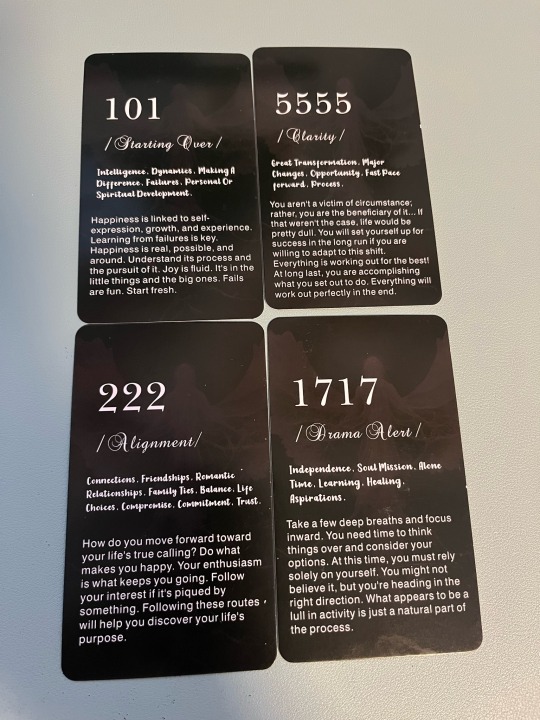 101
/Starting Over/
Intelligence. Dynamics. Making A
Difference. Failures. Personal Or
Spiritual Development.
Happiness is linked to self-
expression, growth, and experience.
Learning from failures is key.
Happiness is real, possible, and
around. Understand its process and
the pursuit of it. Joy is fluid. It's in the
little things and the big ones. Fails
are fun. Start fresh.
5555
/Clarity/
Great Transformation. Major
Changes. Opportunity. Fast Pace
forward. Process.
You aren't a victim of circumstance;
rather, you are the beneficiary of it... If
that weren't the case, life would be
pretty dull. You will set yourself up for
success in the long run if you are
willing to adapt to this shift.
Everything is working out for the best!
At long last, you are accomplishing
what you set out to do. Everything will
work out perfectly in the end.
222
/Alignment/
Connections. Friendships. Romantic
Relationships. Family Ties. Balance. Life
Choices. Compromise. Commitment. Trust.
How do you move forward toward
your life's true calling? Do what
makes you happy. Your enthusiasm
is what keeps you going. Follow
your interest if it's piqued by
something. Following these routes
will help you discover your life's
purpose.
1717
/Drama Alert/
Independence. Soul Mission. Alone
Time. Learning. Healing.
Aspirations.
Take a few deep breaths and focus
inward. You need time to think
things over and consider your
options. At this time, you must rely
solely on yourself. You might not
believe it, but you're heading in the
right direction. What appears to be a
lull in activity is just a natural part of
the process.